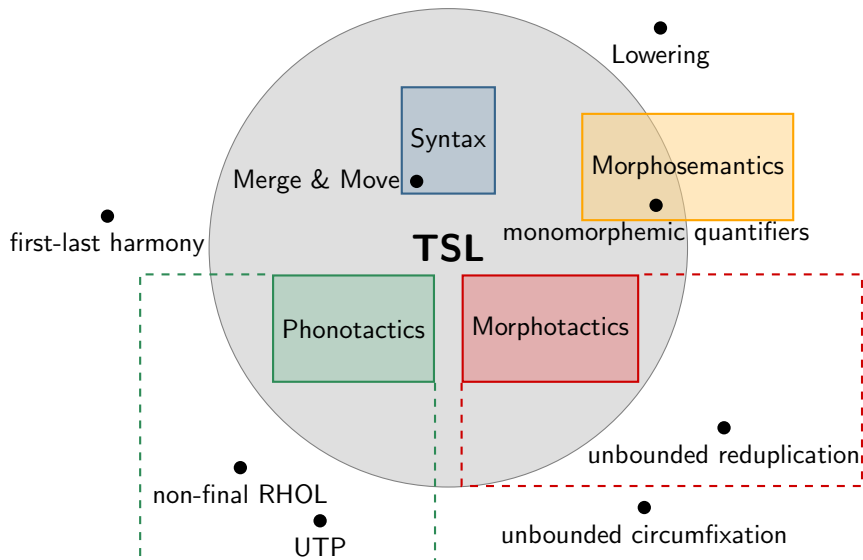 Lowering
Syntax
Morphosemantics
Merge & Move
monomorphemic quantifiers
first-last harmony
TSL
Phonotactics
Morphotactics
unbounded reduplication
non-final RHOL
unbounded circumfixation
UTP